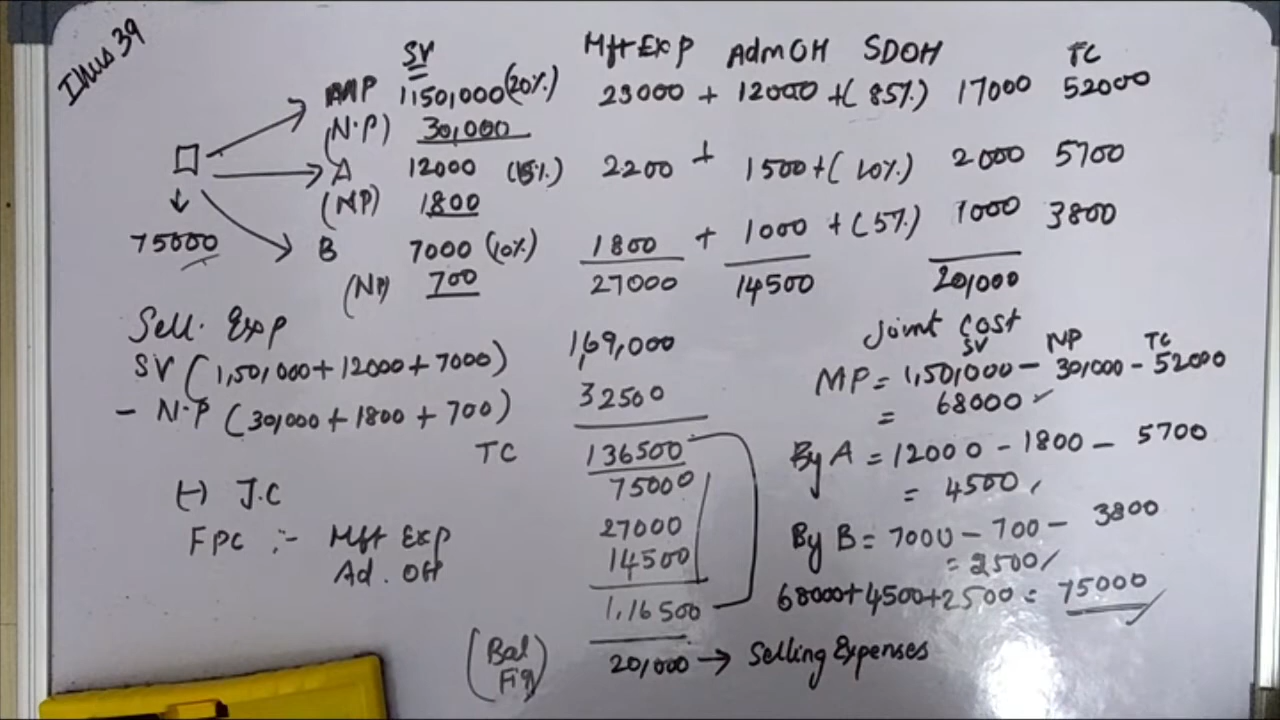 Illus 39
SV Mft Exp Adm OH SDOH TC
MP 1,50,000 (20%) 23000 + 12000 + (85%) 17000 52000
(N.P) 30,000
A 12000 (15%) 2200 + 1500 + (10%) 2000 5700
(NP) 1800
75000
B 7000 (10%) 1800 + 1000 + (5%) 1000 3800
(NP) 700 27000 14500 20,000
Sell. Exp
SV (1,50,000 + 12000 + 7000) 1,69,000
- N.P (30,000 + 1800 + 700) 32500
TC 136500
(-) J.C 75000
FPC :- Mft Exp 27000
Ad. OH 14500
1,16500
(Bal Fig) 20,000 → Selling Expenses
Joint Cost
SV NP TC
MP = 1,50,000 - 30,000 - 52000
= 68000 ✓
By A = 12000 - 1800 - 5700
= 4500
By B = 7000 - 700 - 3800
= 2500
68000 + 4500 + 2500 = 75000